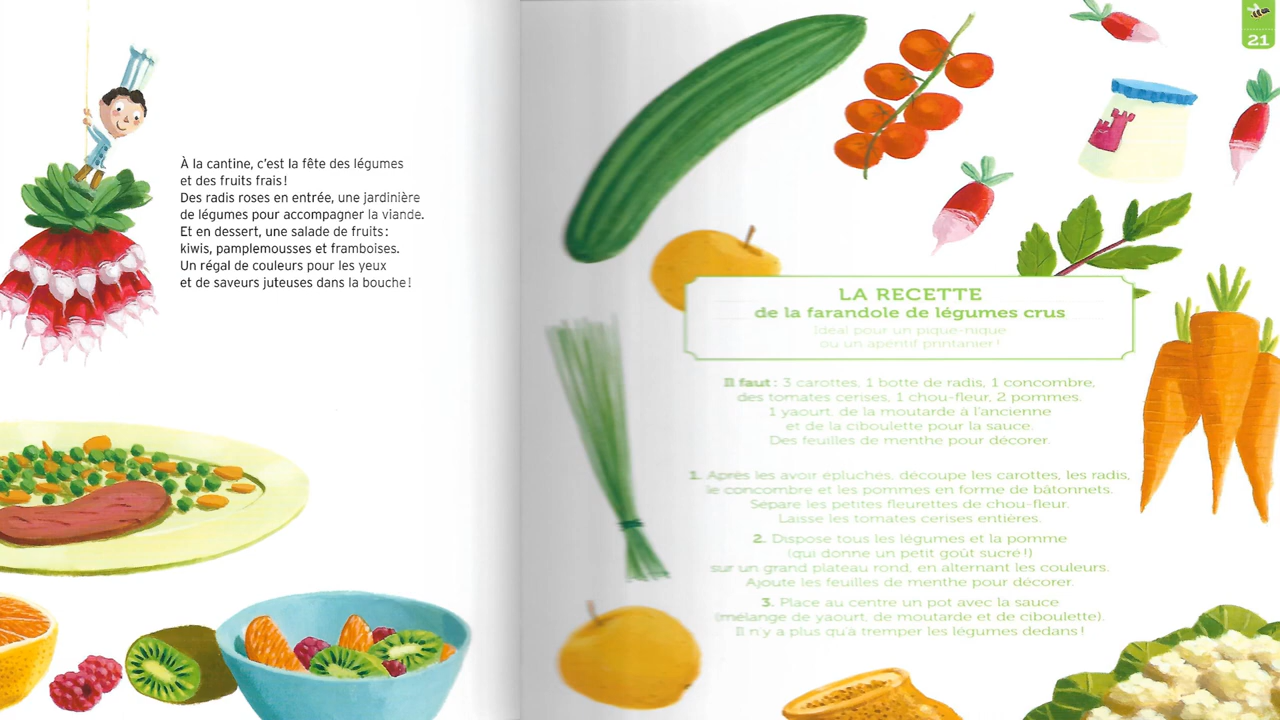 À la cantine, c'est la fête des légumes
et des fruits frais !
Des radis roses en entrée, une jardinière
de légumes pour accompagner la viande.
Et en dessert, une salade de fruits :
kiwis, pamplemousses et framboises.
Un régal de couleurs pour les yeux
et de saveurs juteuses dans la bouche !
21
LA RECETTE
de la farandole de légumes crus
Idéal pour un pique-nique
ou un apéritif printanier !
Il faut : 3 carottes, 1 botte de radis, 1 concombre,
des tomates cerises, 1 chou-fleur, 2 pommes.
1 yaourt, de la moutarde à l'ancienne
et de la ciboulette pour la sauce.
Des feuilles de menthe pour décorer.
1. Après les avoir épluchés, découpe les carottes, les radis,
le concombre et les pommes en forme de bâtonnets.
Sépare les petites fleurettes de chou-fleur.
Laisse les tomates cerises entières.
2. Dispose tous les légumes et la pomme
(qui donne un petit goût sucré !)
sur un grand plateau rond, en alternant les couleurs.
Ajoute les feuilles de menthe pour décorer.
3. Place au centre un pot avec la sauce
(mélange de yaourt, de moutarde et de ciboulette).
Il n'y a plus qu'à tremper les légumes dedans !